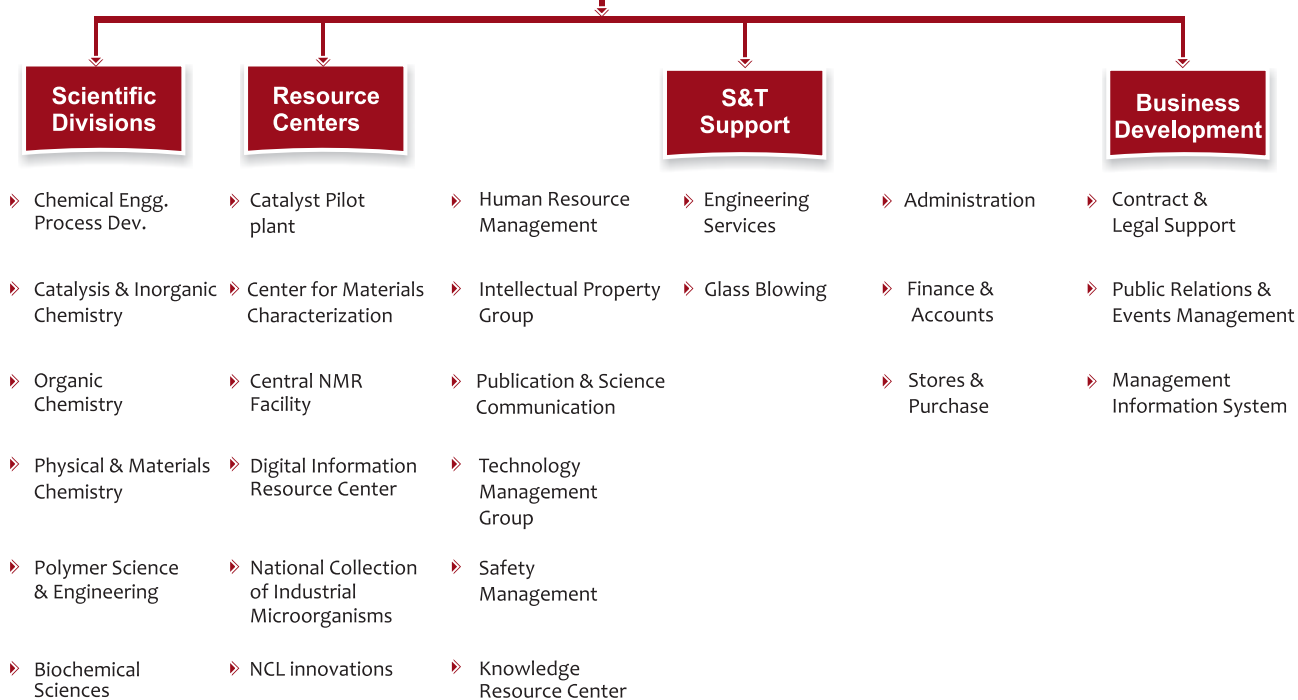 Scientific
Divisions
Resource
Centers
S&T
Support
Business
Development
Chemical Engg.
Process Dev.
Catalysis & Inorganic
Chemistry
Organic
Chemistry
Physical & Materials
Chemistry
Polymer Science
& Engineering
Biochemical
Sciences
Catalyst Pilot
plant
Center for Materials
Characterization
Central NMR
Facility
Digital Information
Resource Center
National Collection
of Industrial
Microorganisms
NCL innovations
Human Resource
Management
Intellectual Property
Group
Publication & Science
Communication
Technology
Management
Group
Safety
Management
Knowledge
Resource Center
Engineering
Services
Glass Blowing
Administration
Finance &
Accounts
Stores &
Purchase
Contract &
Legal Support
Public Relations &
Events Management
Management
Information System